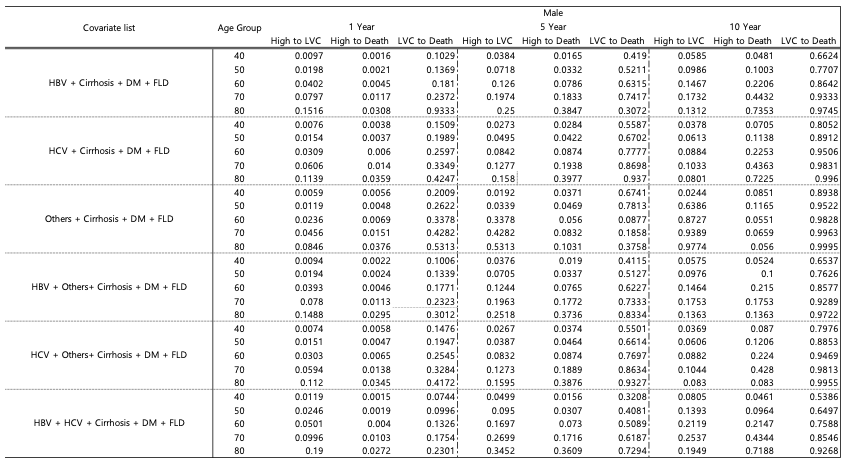 Male
Covariate list Age Group 1 Year 5 Year 10 Year
High to LVC High to Death LVC to Death High to LVC High to Death LVC to Death High to LVC High to Death LVC to Death
HBV + Cirrhosis + DM + FLD
40 0.0097 0.0016 0.1029 0.0384 0.0165 0.419 0.0585 0.0481 0.6624
50 0.0198 0.0021 0.1369 0.0718 0.0332 0.5211 0.0986 0.1003 0.7707
60 0.0402 0.0045 0.181 0.126 0.0786 0.6315 0.1467 0.2206 0.8642
70 0.0797 0.0117 0.2372 0.1974 0.1833 0.7417 0.1732 0.4432 0.9333
80 0.1516 0.0308 0.9333 0.25 0.3847 0.3072 0.1312 0.7353 0.9745
HCV + Cirrhosis + DM + FLD
40 0.0076 0.0038 0.1509 0.0273 0.0284 0.5587 0.0378 0.0705 0.8052
50 0.0154 0.0037 0.1989 0.0495 0.0422 0.6702 0.0613 0.1138 0.8912
60 0.0309 0.006 0.2597 0.0842 0.0874 0.7777 0.0884 0.2253 0.9506
70 0.0606 0.014 0.3349 0.1277 0.1938 0.8698 0.1033 0.4363 0.9831
80 0.1139 0.0359 0.4247 0.158 0.3977 0.937 0.0801 0.7225 0.996
Others + Cirrhosis + DM + FLD
40 0.0059 0.0056 0.2009 0.0192 0.0371 0.6741 0.0244 0.0851 0.8938
50 0.0119 0.0048 0.2622 0.0339 0.0469 0.7813 0.6386 0.1165 0.9522
60 0.0236 0.0069 0.3378 0.3378 0.056 0.0877 0.8727 0.0551 0.9828
70 0.0456 0.0151 0.4282 0.4282 0.0832 0.1858 0.9389 0.0659 0.9963
80 0.0846 0.0376 0.5313 0.5313 0.1031 0.3758 0.9774 0.056 0.9995
HBV + Others+ Cirrhosis + DM + FLD
40 0.0094 0.0022 0.1006 0.0376 0.019 0.4115 0.0575 0.0524 0.6537
50 0.0194 0.0024 0.1339 0.0705 0.0337 0.5127 0.0976 0.1 0.7626
60 0.0393 0.0046 0.1771 0.1244 0.0765 0.6227 0.1464 0.215 0.8577
70 0.078 0.0113 0.2323 0.1963 0.1772 0.7333 0.1753 0.1753 0.9289
80 0.1488 0.0295 0.3012 0.2518 0.3736 0.8334 0.1363 0.1363 0.9722
HCV + Others+ Cirrhosis + DM + FLD
40 0.0074 0.0058 0.1476 0.0267 0.0374 0.5501 0.0369 0.087 0.7976
50 0.0151 0.0047 0.1947 0.0387 0.0464 0.6614 0.0606 0.1206 0.8853
60 0.0303 0.0065 0.2545 0.0832 0.0874 0.7697 0.0882 0.224 0.9469
70 0.0594 0.0138 0.3284 0.1273 0.1889 0.8634 0.1044 0.428 0.9813
80 0.112 0.0345 0.4172 0.1595 0.3876 0.9327 0.083 0.083 0.9955
HBV + HCV + Cirrhosis + DM + FLD
40 0.0119 0.0015 0.0744 0.0499 0.0156 0.3208 0.0805 0.0461 0.5386
50 0.0246 0.0019 0.0996 0.095 0.0307 0.4081 0.1393 0.0964 0.6497
60 0.0501 0.004 0.1326 0.1697 0.073 0.5089 0.2119 0.2147 0.7588
70 0.0996 0.0103 0.1754 0.2699 0.1716 0.6187 0.2537 0.4344 0.8546
80 0.19 0.0272 0.2301 0.3452 0.3609 0.7294 0.1949 0.7188 0.9268